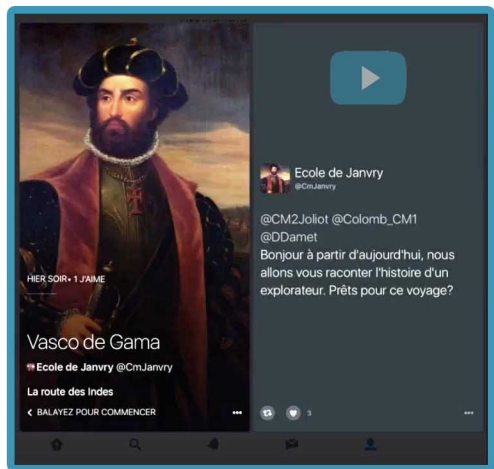 HIER SOIR• 1 J'AIME
Vasco de Gama
Ecole de Janvry @CmJanvry
La route des Indes
< BALAYEZ POUR COMMENCER
•••
Ecole de Janvry
@CmJanvry
@CM2Joliot @Colomb_CM1
@DDamet
Bonjour à partir d'aujourd'hui, nous
allons vous raconter l'histoire d'un
explorateur. Prêts pour ce voyage?
3
•••